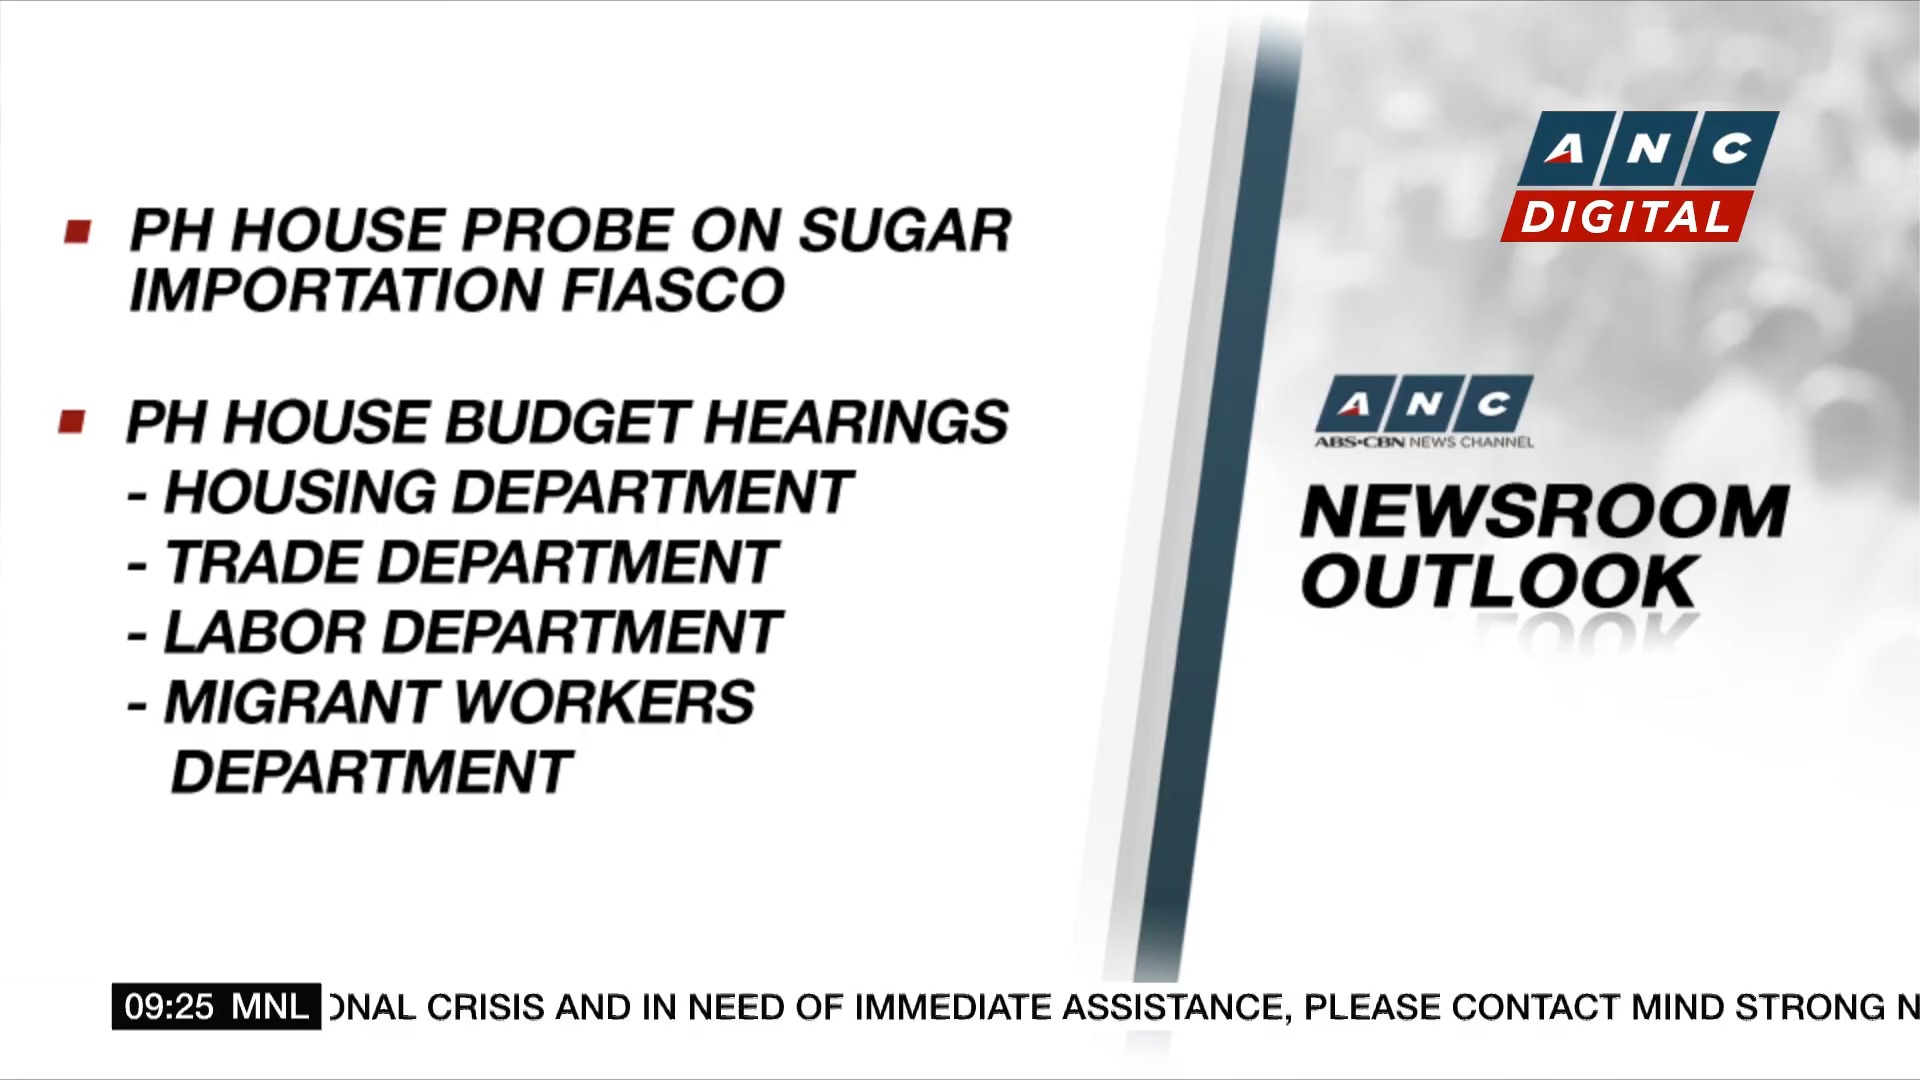 PH HOUSE PROBE ON SUGAR
IMPORTATION FIASCO
PH HOUSE BUDGET HEARINGS
- HOUSING DEPARTMENT
- TRADE DEPARTMENT
- LABOR DEPARTMENT
- MIGRANT WORKERS
DEPARTMENT
ANC
DIGITAL
ANC
ABS-CBN NEWS CHANNEL
NEWSROOM
OUTLOOK
09:25 MNL
CRISIS AND IN NEED OF IMMEDIATE ASSISTANCE, PLEASE CONTACT MIND STRONG